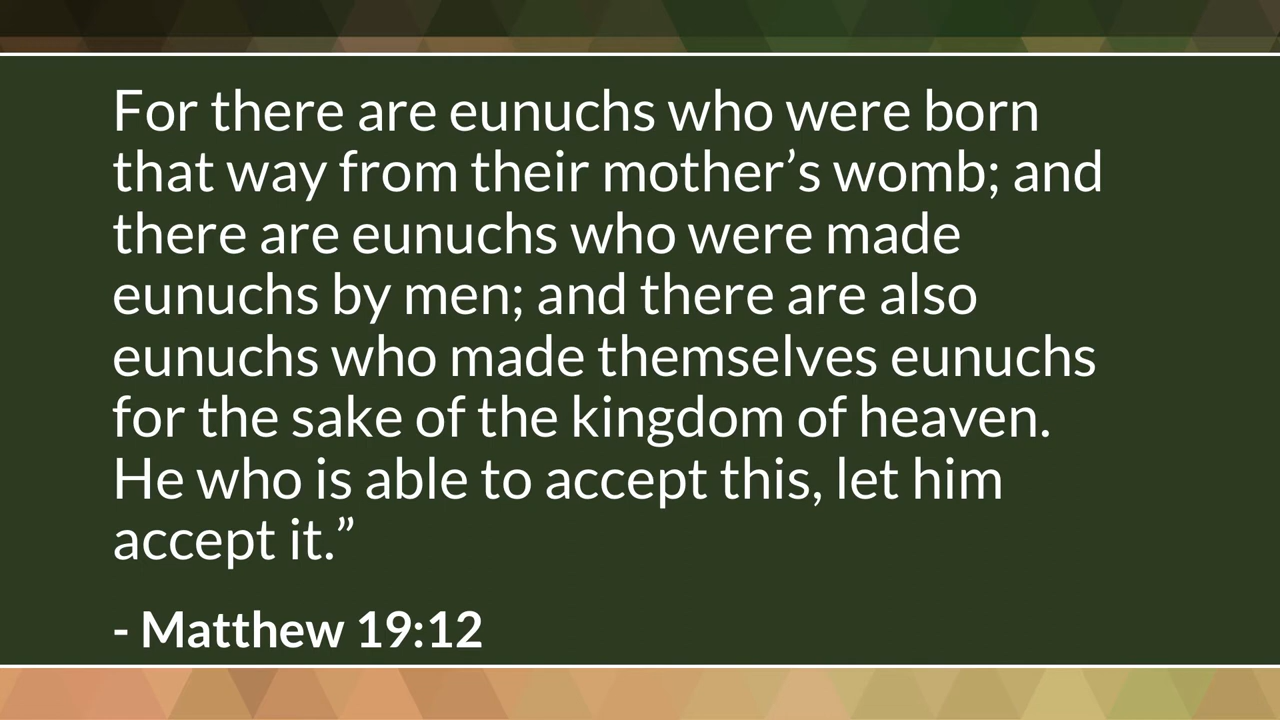 For there are eunuchs who were born
that way from their mother’s womb; and
there are eunuchs who were made
eunuchs by men; and there are also
eunuchs who made themselves eunuchs
for the sake of the kingdom of heaven.
He who is able to accept this, let him
accept it.”
- Matthew 19:12